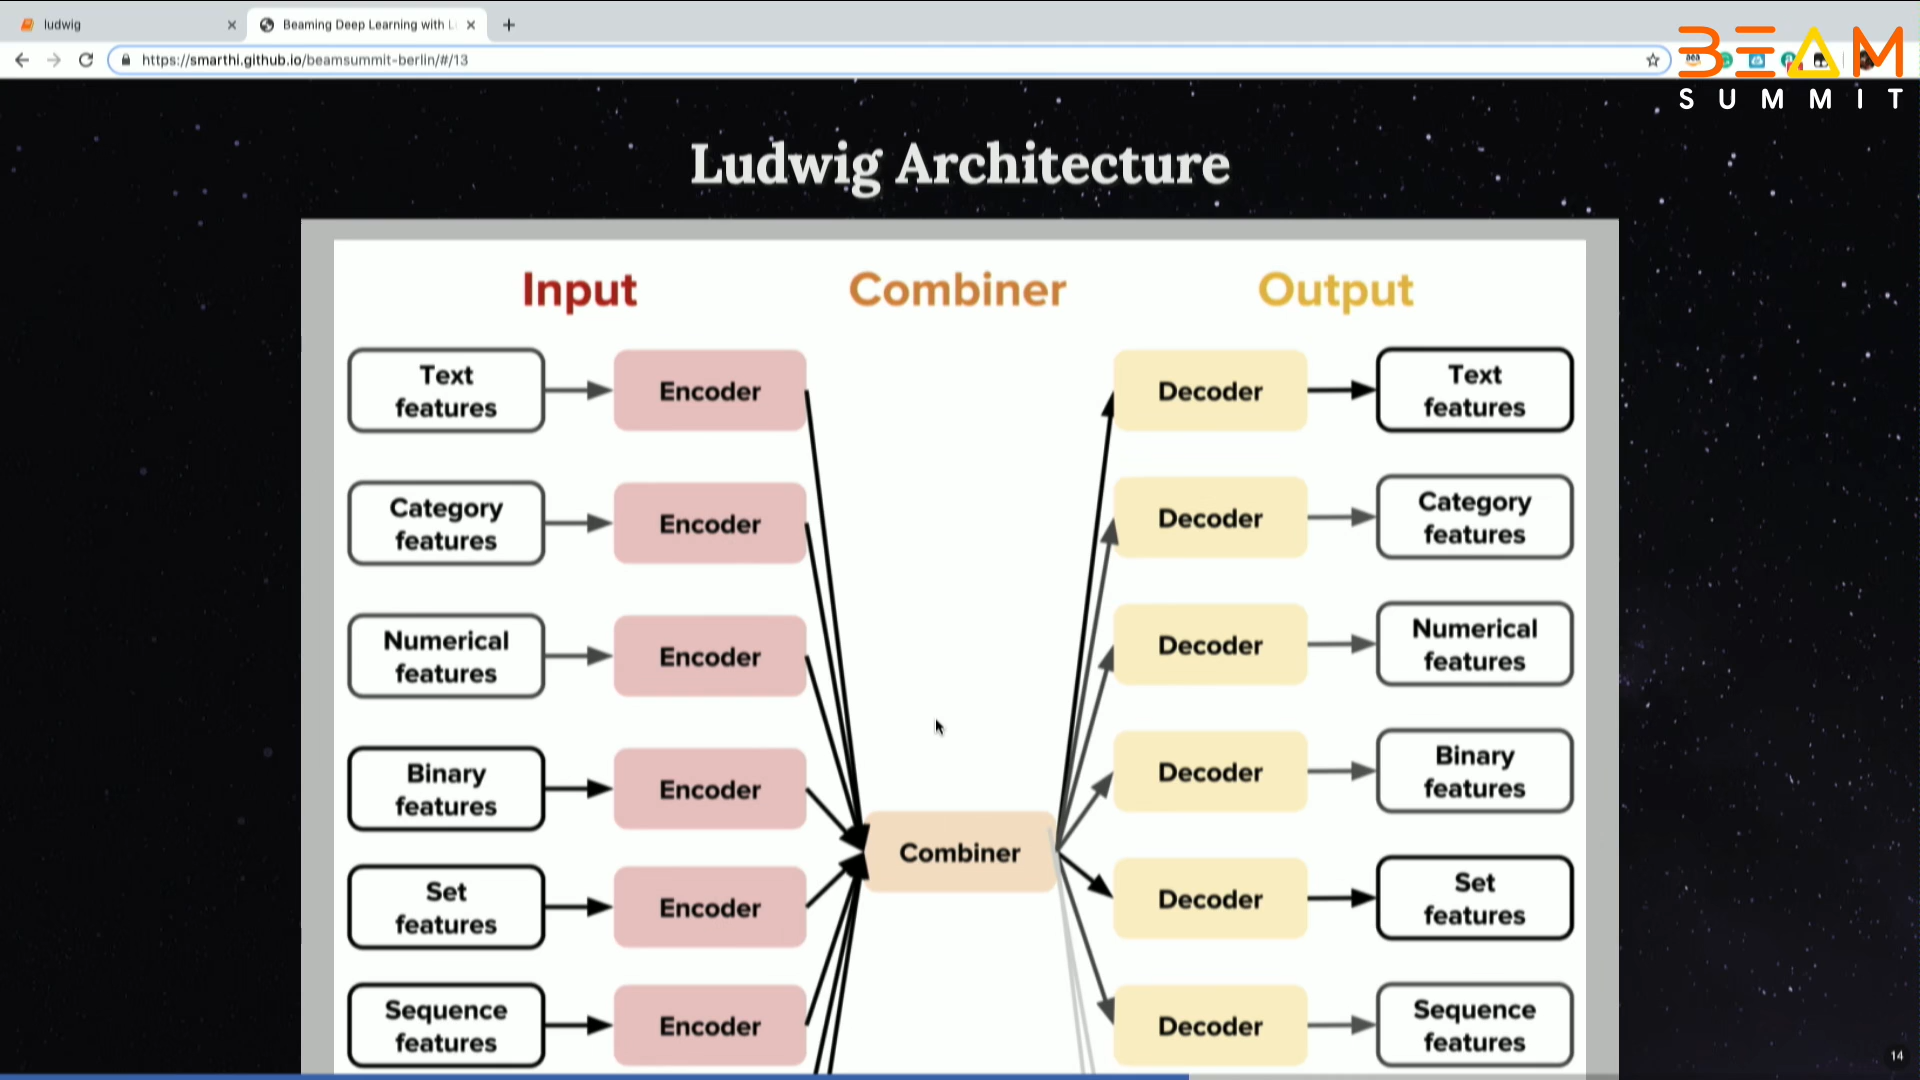 ludwig
Beaming Deep Learning with L
https://smarthi.github.io/beamsummit-berlin/#/13
BEAM
SUMMIT
Ludwig Architecture
Input
Combiner
Output
Text
features
Encoder
Decoder
Text
features
Category
features
Encoder
Decoder
Category
features
Numerical
features
Encoder
Decoder
Numerical
features
Binary
features
Encoder
Decoder
Binary
features
Combiner
Set
features
Encoder
Decoder
Set
features
Sequence
features
Encoder
Decoder
Sequence
features
14